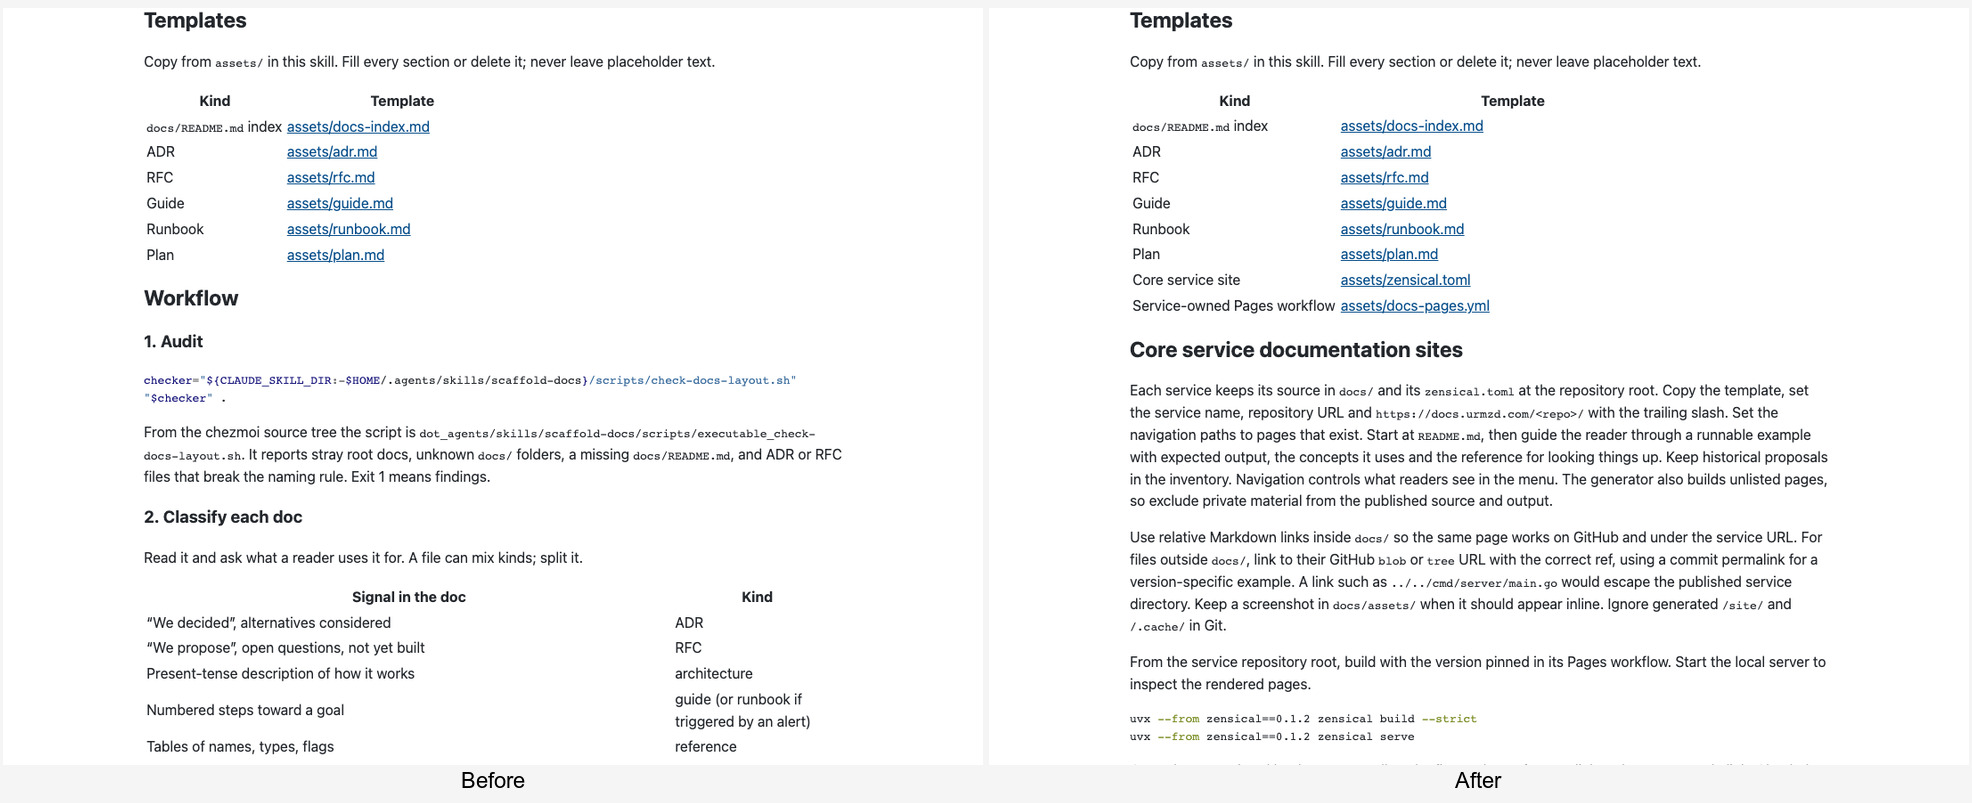 Templates
Copy from assets/ in this skill. Fill every section or delete it; never leave placeholder text.
Kind Template
docs/README.md index assets/docs-index.md
ADR assets/adr.md
RFC assets/rfc.md
Guide assets/guide.md
Runbook assets/runbook.md
Plan assets/plan.md
Workflow
1. Audit
checker="${CLAUDE_SKILL_DIR:-$HOME/.agents/skills/scaffold-docs}/scripts/check-docs-layout.sh"
"$checker" .
From the chezmoi source tree the script is dot_agents/skills/scaffold-docs/scripts/executable_check-
docs-layout.sh. It reports stray root docs, unknown docs/ folders, a missing docs/README.md, and ADR or RFC
files that break the naming rule. Exit 1 means findings.
2. Classify each doc
Read it and ask what a reader uses it for. A file can mix kinds; split it.
Signal in the doc Kind
“We decided”, alternatives considered ADR
“We propose”, open questions, not yet built RFC
Present-tense description of how it works architecture
Numbered steps toward a goal guide (or runbook if
triggered by an alert)
Tables of names, types, flags reference
Before
Templates
Copy from assets/ in this skill. Fill every section or delete it; never leave placeholder text.
Kind Template
docs/README.md index assets/docs-index.md
ADR assets/adr.md
RFC assets/rfc.md
Guide assets/guide.md
Runbook assets/runbook.md
Plan assets/plan.md
Core service site assets/zensical.toml
Service-owned Pages workflow assets/docs-pages.yml
Core service documentation sites
Each service keeps its source in docs/ and its zensical.toml at the repository root. Copy the template, set
the service name, repository URL and https://docs.urmzd.com/<repo>/ with the trailing slash. Set the
navigation paths to pages that exist. Start at README.md, then guide the reader through a runnable example
with expected output, the concepts it uses and the reference for looking things up. Keep historical proposals
in the inventory. Navigation controls what readers see in the menu. The generator also builds unlisted pages,
so exclude private material from the published source and output.
Use relative Markdown links inside docs/ so the same page works on GitHub and under the service URL. For
files outside docs/, link to their GitHub blob or tree URL with the correct ref, using a commit permalink for a
version-specific example. A link such as ../../cmd/server/main.go would escape the published service
directory. Keep a screenshot in docs/assets/ when it should appear inline. Ignore generated /site/ and
/.cache/ in Git.
From the service repository root, build with the version pinned in its Pages workflow. Start the local server to
inspect the rendered pages.
uvx --from zensical==0.1.2 zensical build --strict
uvx --from zensical==0.1.2 zensical serve
After